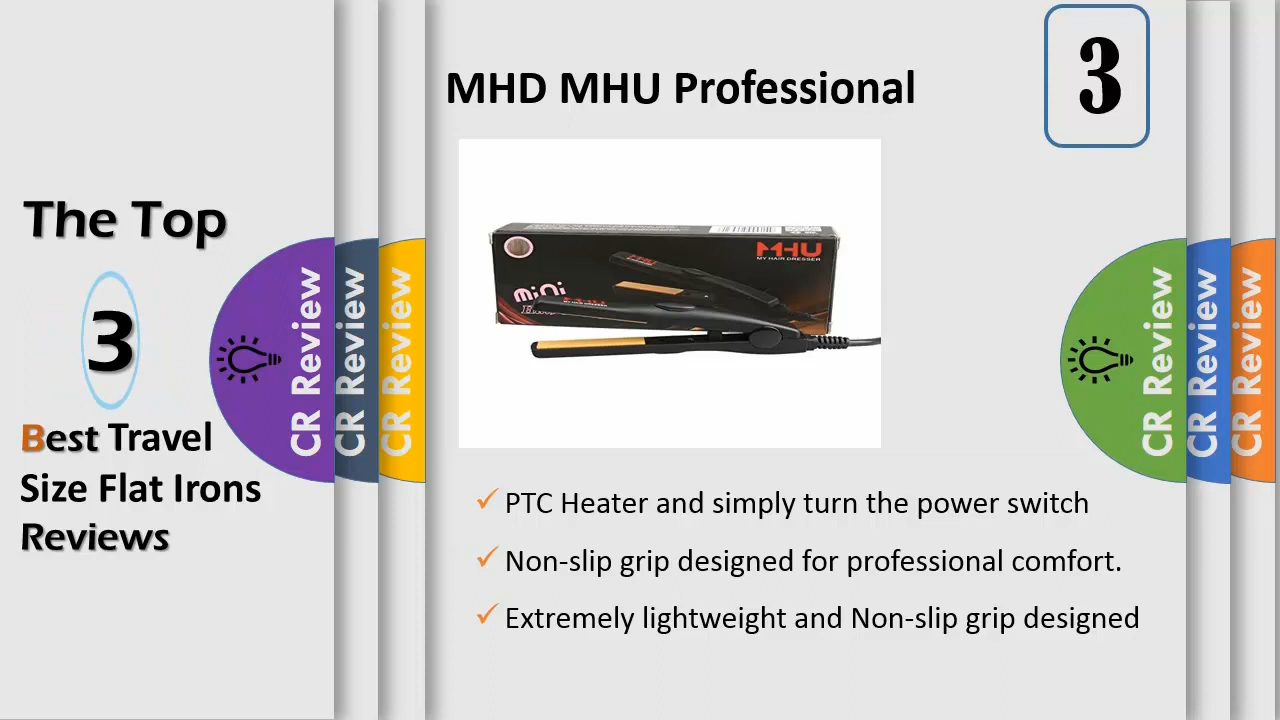 MHD MHU Professional
3
The Top
3
Best Travel
Size Flat Irons
Reviews
CR Review
CR Review
CR Review
MHU
MY HAIR DRESSER
mini
PTC Heater and simply turn the power switch
Non-slip grip designed for professional comfort.
Extremely lightweight and Non-slip grip designed
CR Review
CR Review
CR Review